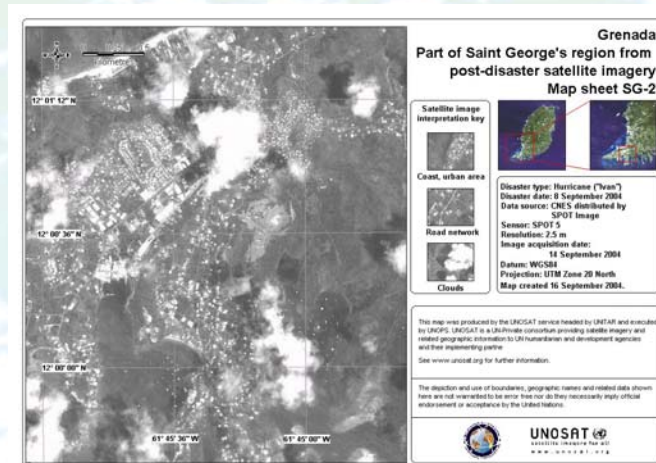 Grenada
Part of Saint George's region from
post-disaster satellite imagery
Map sheet SG-2
12° 01' 12" N
12° 00' 36" N
12° 00' 00" N
61° 45' 36" W
61° 45' 00" W
Satellite image
interpretation key
Coast, urban area
Road network
Clouds
Disaster type: Hurricane ("Ivan")
Disaster date: 8 September 2004
Data source: CNES distributed by
SPOT Image
Sensor: SPOT 5
Resolution: 2.5 m
Image acquisition date:
14 September 2004
Datum: WGS84
Projection: UTM Zone 20 North
Map created 16 September 2004.
This map was produced by the UNOSAT service headed by UNITAR and executed
by UNOPS. UNOSAT is a UN-Private consortium providing satellite imagery and
related geographic information to UN humanitarian and development agencies
and their implementing partne
See www.unosat.org for further information.
The depiction and use of boundaries, geographic names and related data shown
here are not warranted to be error free nor do they necessarily imply official
endorsement or acceptance by the United Nations.
UNOSAT
satellite imagery for all
www.unosat.org